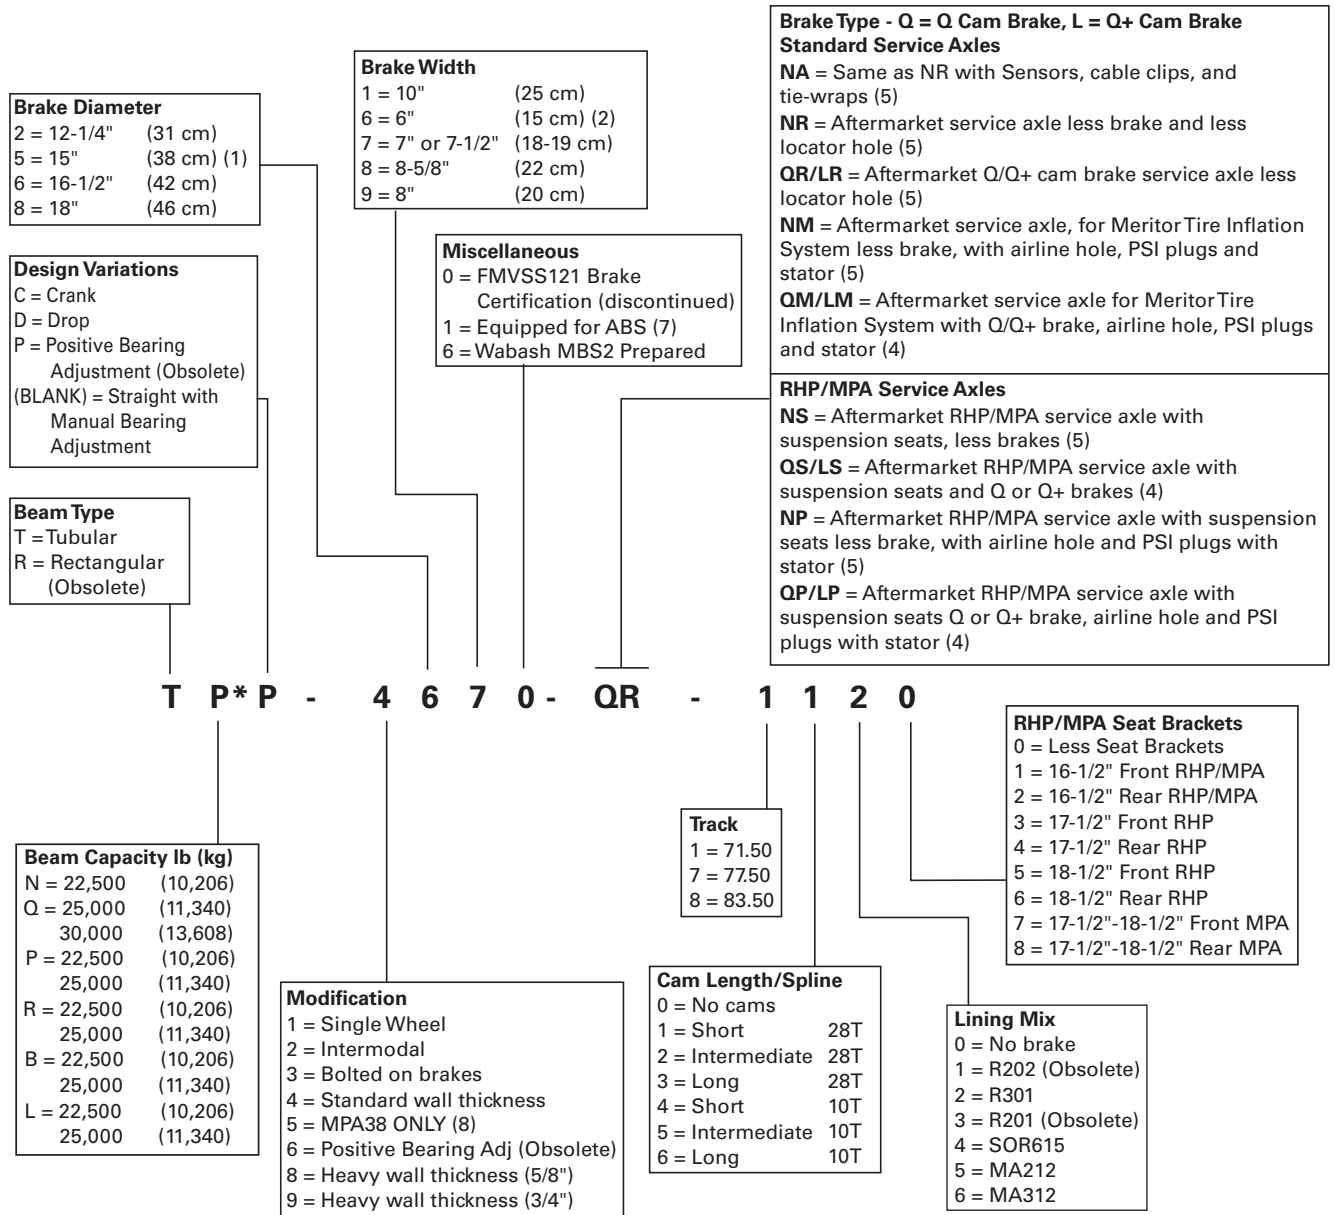 Brake Type - Q = Q Cam Brake, L = Q+ Cam Brake
Standard Service Axles
NA = Same as NR with Sensors, cable clips, and
tie-wraps (5)
NR = Aftermarket service axle less brake and less
locator hole (5)
QR/LR = Aftermarket Q/Q+ cam brake service axle less
locator hole (5)
NM = Aftermarket service axle, for Meritor Tire Inflation
System less brake, with airline hole, PSI plugs and
stator (5)
QM/LM = Aftermarket service axle for Meritor Tire
Inflation System with Q/Q+ brake, airline hole, PSI plugs
and stator (4)
RHP/MPA Service Axles
NS = Aftermarket RHP/MPA service axle with
suspension seats, less brakes (5)
QS/LS = Aftermarket RHP/MPA service axle with
suspension seats and Q or Q+ brakes (4)
NP = Aftermarket RHP/MPA service axle with suspension
seats less brake, with airline hole and PSI plugs with
stator (5)
QP/LP = Aftermarket RHP/MPA service axle with
suspension seats Q or Q+ brake, airline hole and PSI
plugs with stator (4)
Brake Width
1 = 10" (25 cm)
6 = 6" (15 cm) (2)
7 = 7" or 7-1/2" (18-19 cm)
8 = 8-5/8" (22 cm)
9 = 8" (20 cm)
Brake Diameter
2 = 12-1/4" (31 cm)
5 = 15" (38 cm) (1)
6 = 16-1/2" (42 cm)
8 = 18" (46 cm)
Miscellaneous
0 = FMVSS121 Brake
Certification (discontinued)
1 = Equipped for ABS (7)
6 = Wabash MBS2 Prepared
Design Variations
C = Crank
D = Drop
P = Positive Bearing
Adjustment (Obsolete)
(BLANK) = Straight with
Manual Bearing
Adjustment
Beam Type
T = Tubular
R = Rectangular
(Obsolete)
T P* P - 4 6 7 0 - QR - 1 1 2 0
Beam Capacity lb (kg)
N = 22,500 (10,206)
Q = 25,000 (11,340)
30,000 (13,608)
P = 22,500 (10,206)
25,000 (11,340)
R = 22,500 (10,206)
25,000 (11,340)
B = 22,500 (10,206)
25,000 (11,340)
L = 22,500 (10,206)
25,000 (11,340)
Modification
1 = Single Wheel
2 = Intermodal
3 = Bolted on brakes
4 = Standard wall thickness
5 = MPA38 ONLY (8)
6 = Positive Bearing Adj (Obsolete)
8 = Heavy wall thickness (5/8")
9 = Heavy wall thickness (3/4")
Track
1 = 71.50
7 = 77.50
8 = 83.50
Cam Length/Spline
0 = No cams
1 = Short 28T
2 = Intermediate 28T
3 = Long 28T
4 = Short 10T
5 = Intermediate 10T
6 = Long 10T
RHP/MPA Seat Brackets
0 = Less Seat Brackets
1 = 16-1/2" Front RHP/MPA
2 = 16-1/2" Rear RHP/MPA
3 = 17-1/2" Front RHP
4 = 17-1/2" Rear RHP
5 = 18-1/2" Front RHP
6 = 18-1/2" Rear RHP
7 = 17-1/2"-18-1/2" Front MPA
8 = 17-1/2"-18-1/2" Rear MPA
Lining Mix
0 = No brake
1 = R202 (Obsolete)
2 = R301
3 = R201 (Obsolete)
4 = SOR615
5 = MA212
6 = MA312